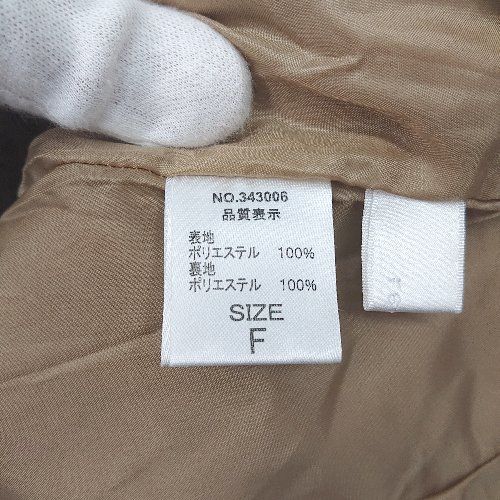 NO.343006
品質表示
表地
ポリエステル 100%
裏地
ポリエステル 100%
SIZE
F